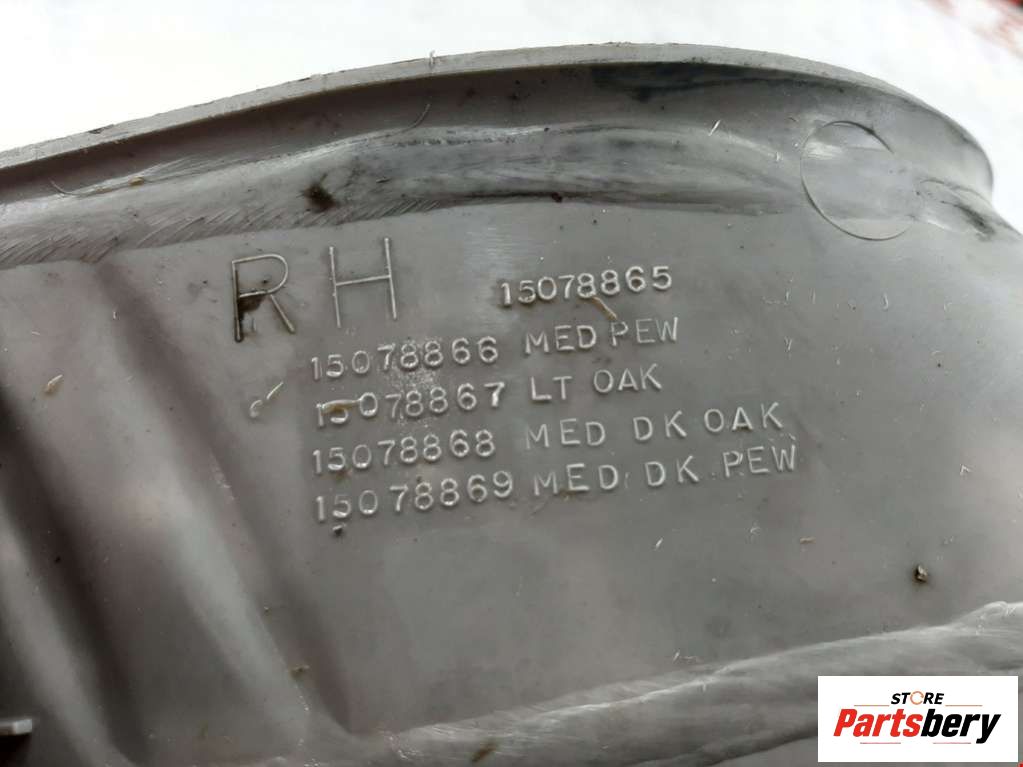 RH 15078865
15078866 MED PEW
15078867 LT OAK
15078868 MED DK OAK
15078869 MED DK PEW
STORE
Partsbery